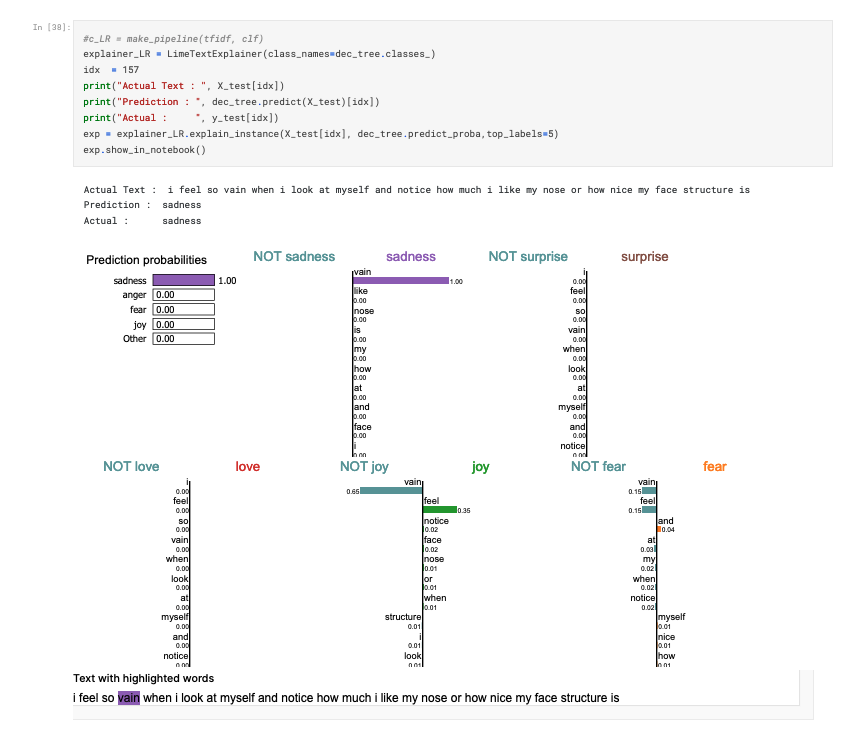 In [38]:
#c_LR = make_pipeline(tfidf, clf)
explainer_LR = LimeTextExplainer(class_names=dec_tree.classes_)
idx  = 157
print("Actual Text : ", X_test[idx])
print("Prediction : ", dec_tree.predict(X_test)[idx])
print("Actual :     ", y_test[idx])
exp = explainer_LR.explain_instance(X_test[idx], dec_tree.predict_proba,top_labels=5)
exp.show_in_notebook()
Actual Text :  i feel so vain when i look at myself and notice how much i like my nose or how nice my face structure is
Prediction :  sadness
Actual :      sadness
Prediction probabilities
sadness 1.00
anger 0.00
fear 0.00
joy 0.00
Other 0.00
NOT sadness sadness
vain
1.00
like
0.00
nose
0.00
is
0.00
my
0.00
how
0.00
at
0.00
and
0.00
face
0.00
i
0.00
NOT surprise surprise
i
0.00
feel
0.00
so
0.00
vain
0.00
when
0.00
look
0.00
at
0.00
myself
0.00
and
0.00
notice
0.00
NOT love love
i
0.00
feel
0.00
so
0.00
vain
0.00
when
0.00
look
0.00
at
0.00
myself
0.00
and
0.00
notice
0.00
NOT joy joy
vain
0.65
feel
0.35
notice
0.02
face
0.02
nose
0.01
or
0.01
when
0.01
structure
0.01
i
0.01
look
0.01
NOT fear fear
vain
0.15
feel
0.15
and
0.04
at
0.03
my
0.02
when
0.02
notice
0.02
myself
0.01
nice
0.01
how
0.01
Text with highlighted words
i feel so vain when i look at myself and notice how much i like my nose or how nice my face structure is